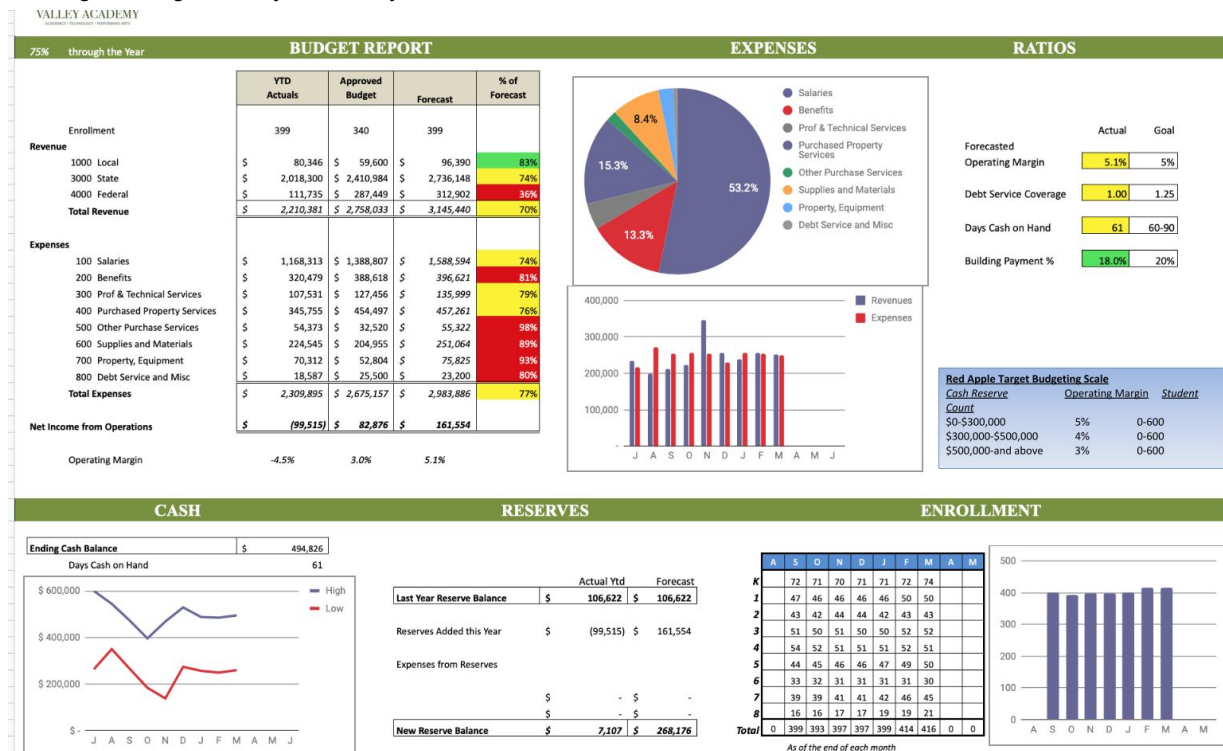 VALLEY ACADEMY
ACADEMICS • TECHNOLOGY • PERFORMING ARTS
75% through the Year BUDGET REPORT EXPENSES RATIOS
YTD Actuals Approved Budget Forecast % of Forecast
Enrollment 399 340 399
Revenue
1000 Local $ 80,346 $ 59,600 $ 96,390 83%
3000 State $ 2,018,300 $ 2,410,984 $ 2,736,148 74%
4000 Federal $ 111,735 $ 287,449 $ 312,902 36%
Total Revenue $ 2,210,381 $ 2,758,033 $ 3,145,440 70%
Expenses
100 Salaries $ 1,168,313 $ 1,388,807 $ 1,588,594 74%
200 Benefits $ 320,479 $ 388,618 $ 396,621 81%
300 Prof & Technical Services $ 107,531 $ 127,456 $ 135,999 79%
400 Purchased Property Services $ 345,755 $ 454,497 $ 457,261 76%
500 Other Purchase Services $ 54,373 $ 32,520 $ 55,322 98%
600 Supplies and Materials $ 224,545 $ 204,955 $ 251,064 89%
700 Property, Equipment $ 70,312 $ 52,804 $ 75,825 93%
800 Debt Service and Misc $ 18,587 $ 25,500 $ 23,200 80%
Total Expenses $ 2,309,895 $ 2,675,157 $ 2,983,886 77%
Net Income from Operations $ (99,515) $ 82,876 $ 161,554
Operating Margin -4.5% 3.0% 5.1%
8.4%
15.3%
53.2%
13.3%
Salaries
Benefits
Prof & Technical Services
Purchased Property
Services
Other Purchase Services
Supplies and Materials
Property, Equipment
Debt Service and Misc
400,000
300,000
200,000
100,000
-
J A S O N D J F M A M J
Revenues
Expenses
Actual Goal
Forecasted
Operating Margin 5.1% 5%
Debt Service Coverage 1.00 1.25
Days Cash on Hand 61 60-90
Building Payment % 18.0% 20%
Red Apple Target Budgeting Scale
Cash Reserve Operating Margin Student
Count
$0-$300,000 5% 0-600
$300,000-$500,000 4% 0-600
$500,000-and above 3% 0-600
CASH RESERVES ENROLLMENT
Ending Cash Balance $ 494,826
Days Cash on Hand 61
$ 600,000
$ 400,000
$ 200,000
$ -
J A S O N D J F M A M J
High
Low
Actual Ytd Forecast
Last Year Reserve Balance $ 106,622 $ 106,622
Reserves Added this Year $ (99,515) $ 161,554
Expenses from Reserves
$ - $ -
$ - $ -
New Reserve Balance $ 7,107 $ 268,176
A S O N D J F M A M
K 72 71 70 71 71 72 74
1 47 46 46 46 46 50 50
2 43 42 44 44 42 43 43
3 51 50 51 50 50 52 52
4 54 52 51 51 51 52 51
5 44 45 46 46 47 49 50
6 33 32 31 31 31 31 30
7 39 39 41 41 42 46 45
8 16 16 17 17 19 19 21
Total 0 399 393 397 397 399 414 416 0 0
As of the end of each month
500
400
300
200
100
0
A S O N D J F M A M